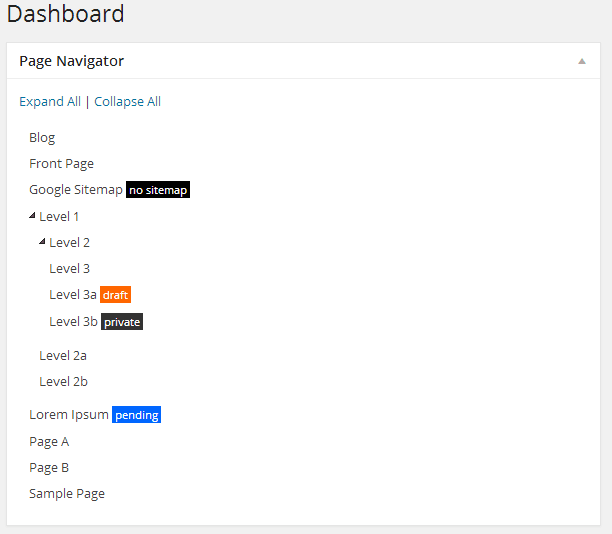 Dashboard
Page Navigator
Expand All | Collapse All
Blog
Front Page
Google Sitemap no sitemap
Level 1
Level 2
Level 3
Level 3a draft
Level 3b private
Level 2a
Level 2b
Lorem Ipsum pending
Page A
Page B
Sample Page